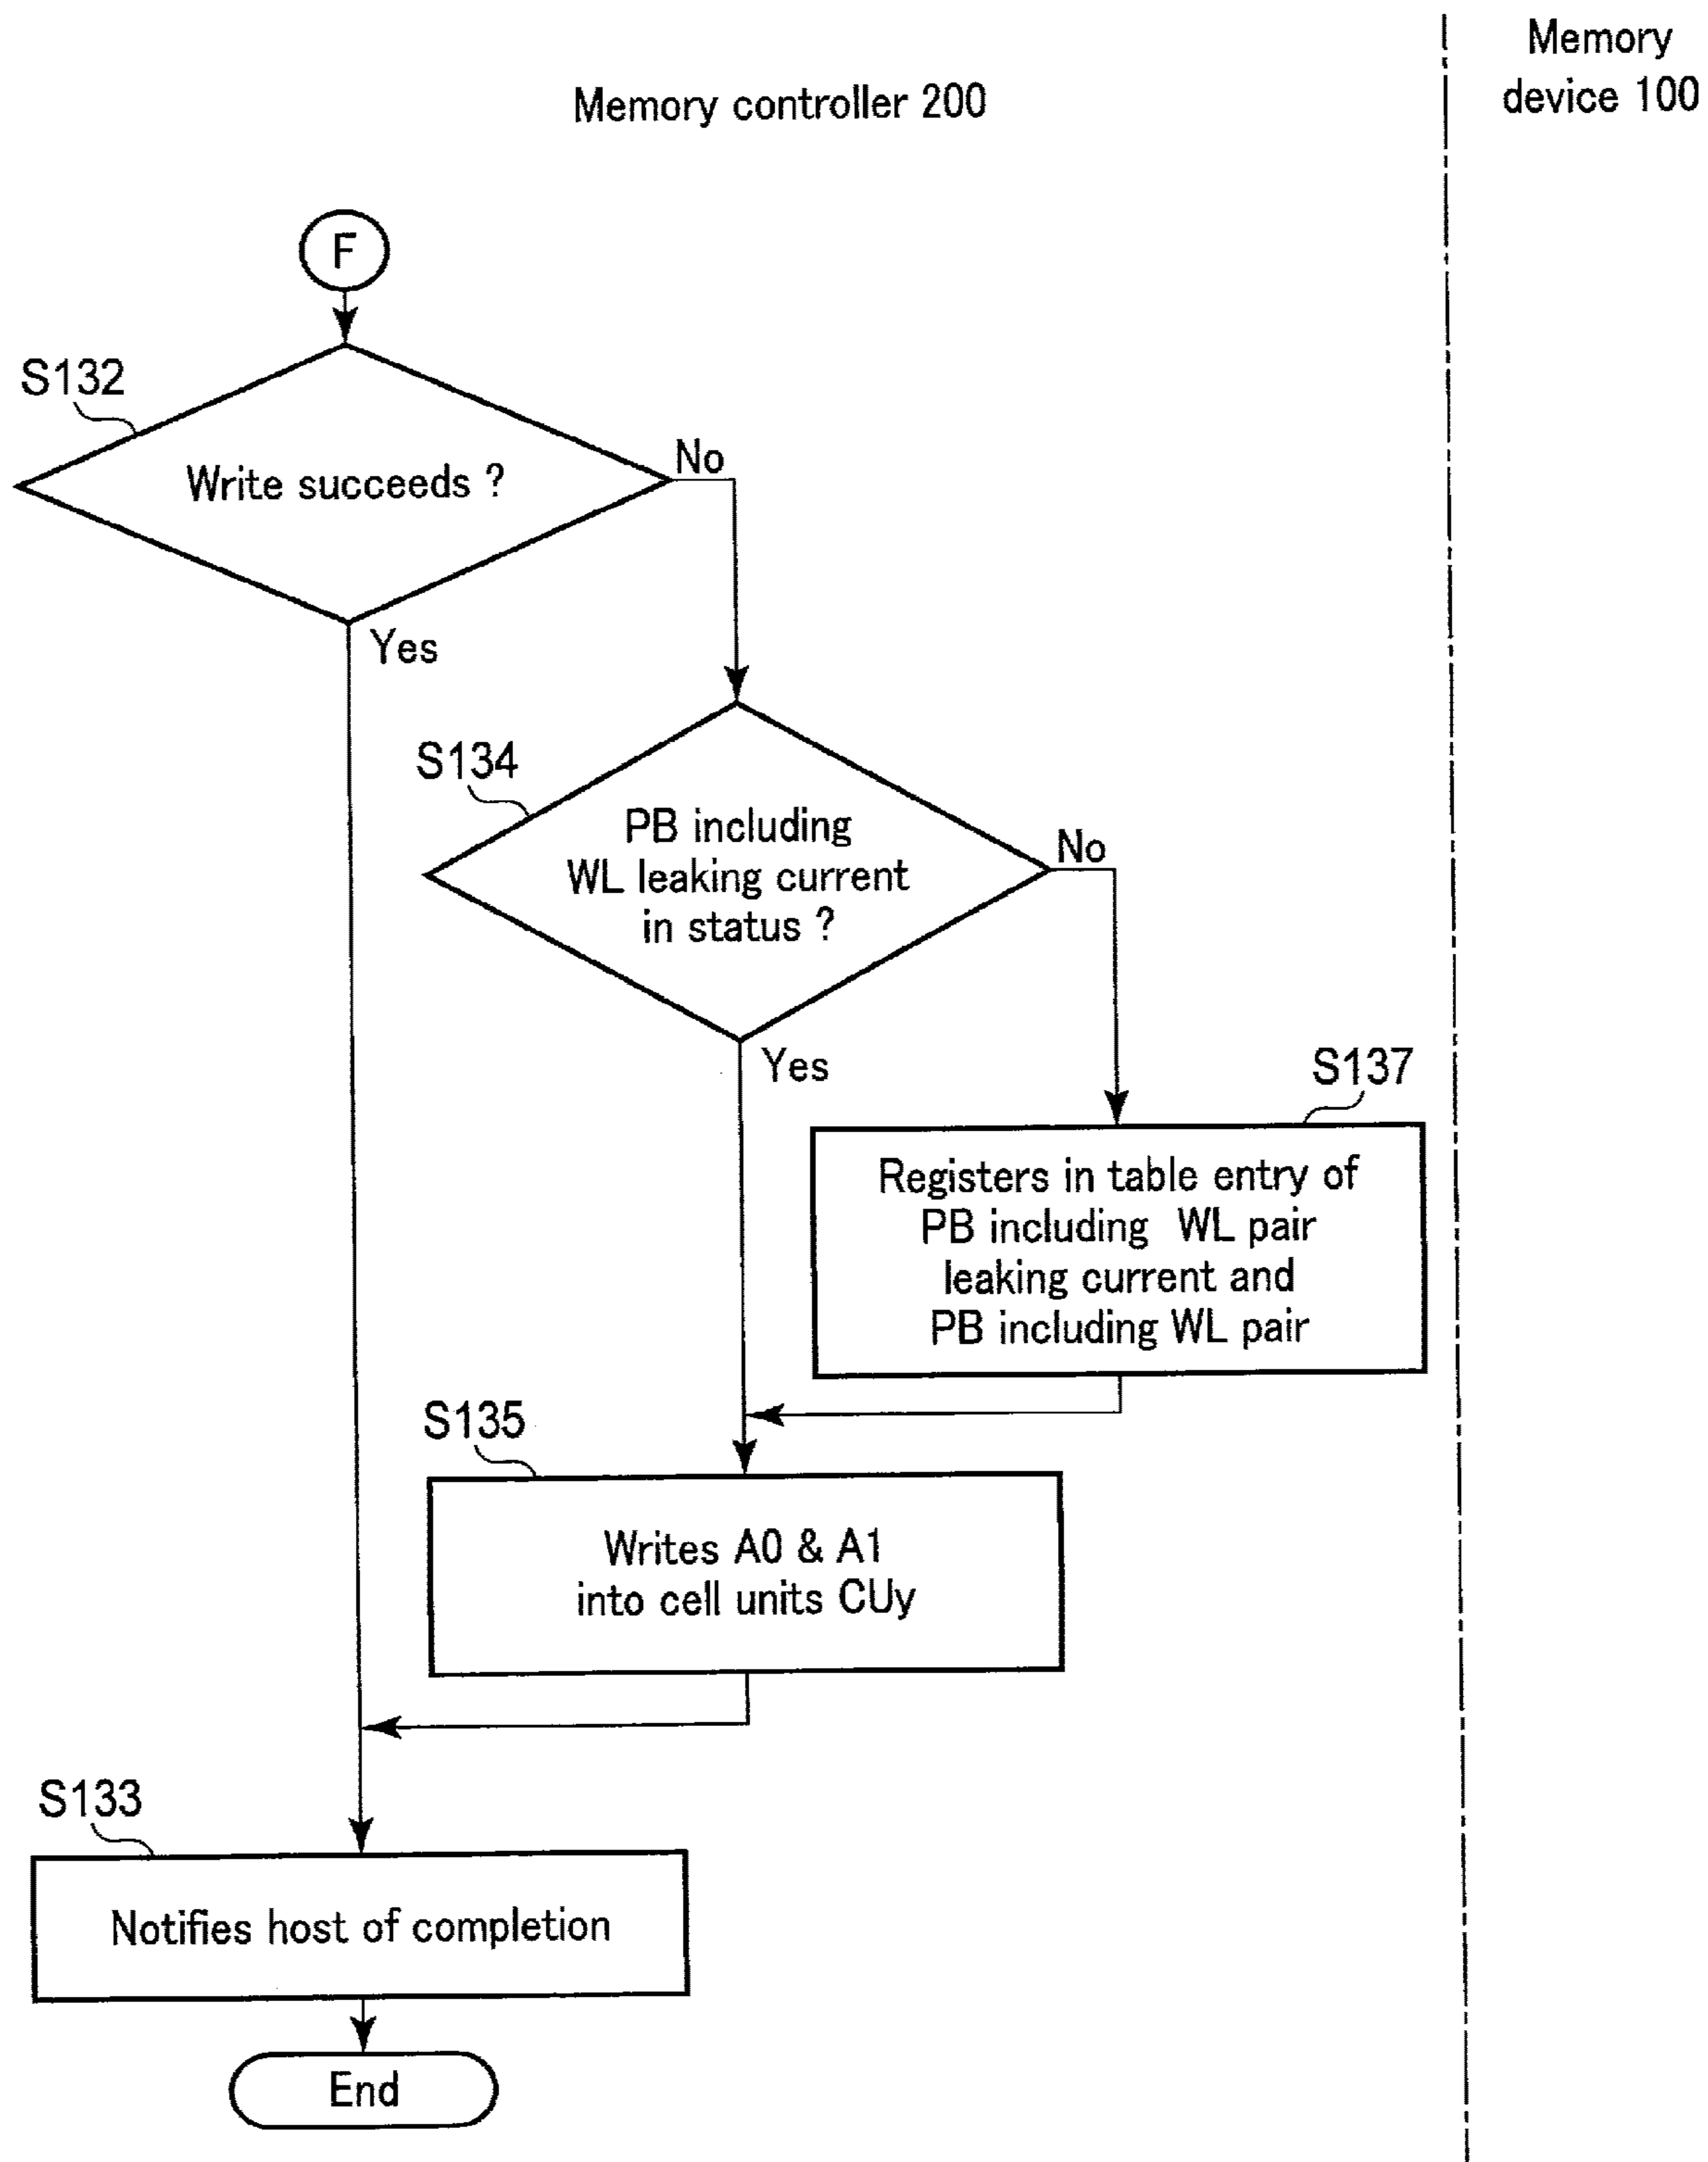 Memory
device 100
Memory controller 200
F
S132
Write succeeds ?
No
Yes
S134
PB including
WL leaking current
in status ?
No
Yes
S137
Registers in table entry of
PB including WL pair
leaking current and
PB including WL pair
S135
Writes A0 & A1
into cell units CUy
S133
Notifies host of completion
End